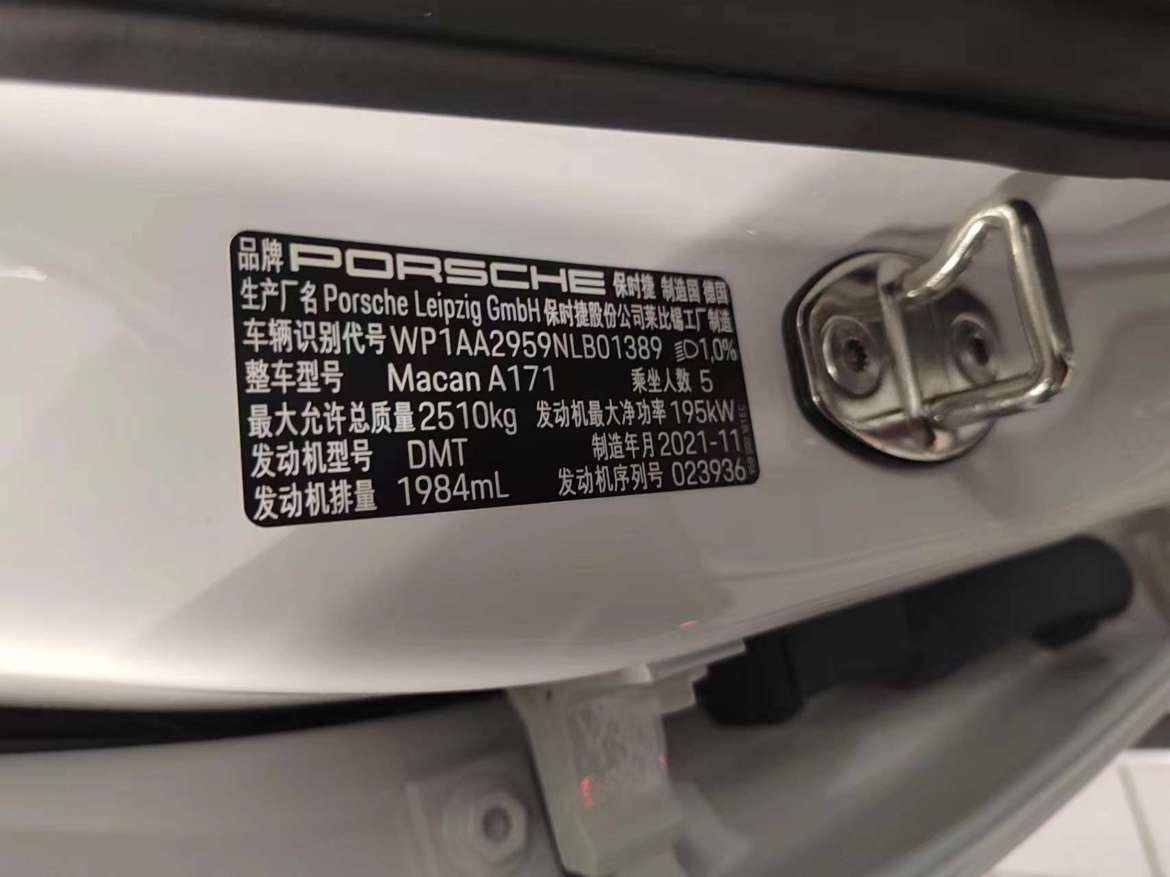 品牌 PORSCHE 保时捷 制造国 德国
生产厂名 Porsche Leipzig GmbH 保时捷股份公司莱比锡工厂制造
车辆识别代号 WP1AA2959NLB01389 1,0%
整车型号 Macan A171 乘坐人数 5
最大允许总质量 2510kg 发动机最大净功率 195kW
发动机型号 DMT 制造年月 2021-11
发动机排量 1984mL 发动机序列号 023936